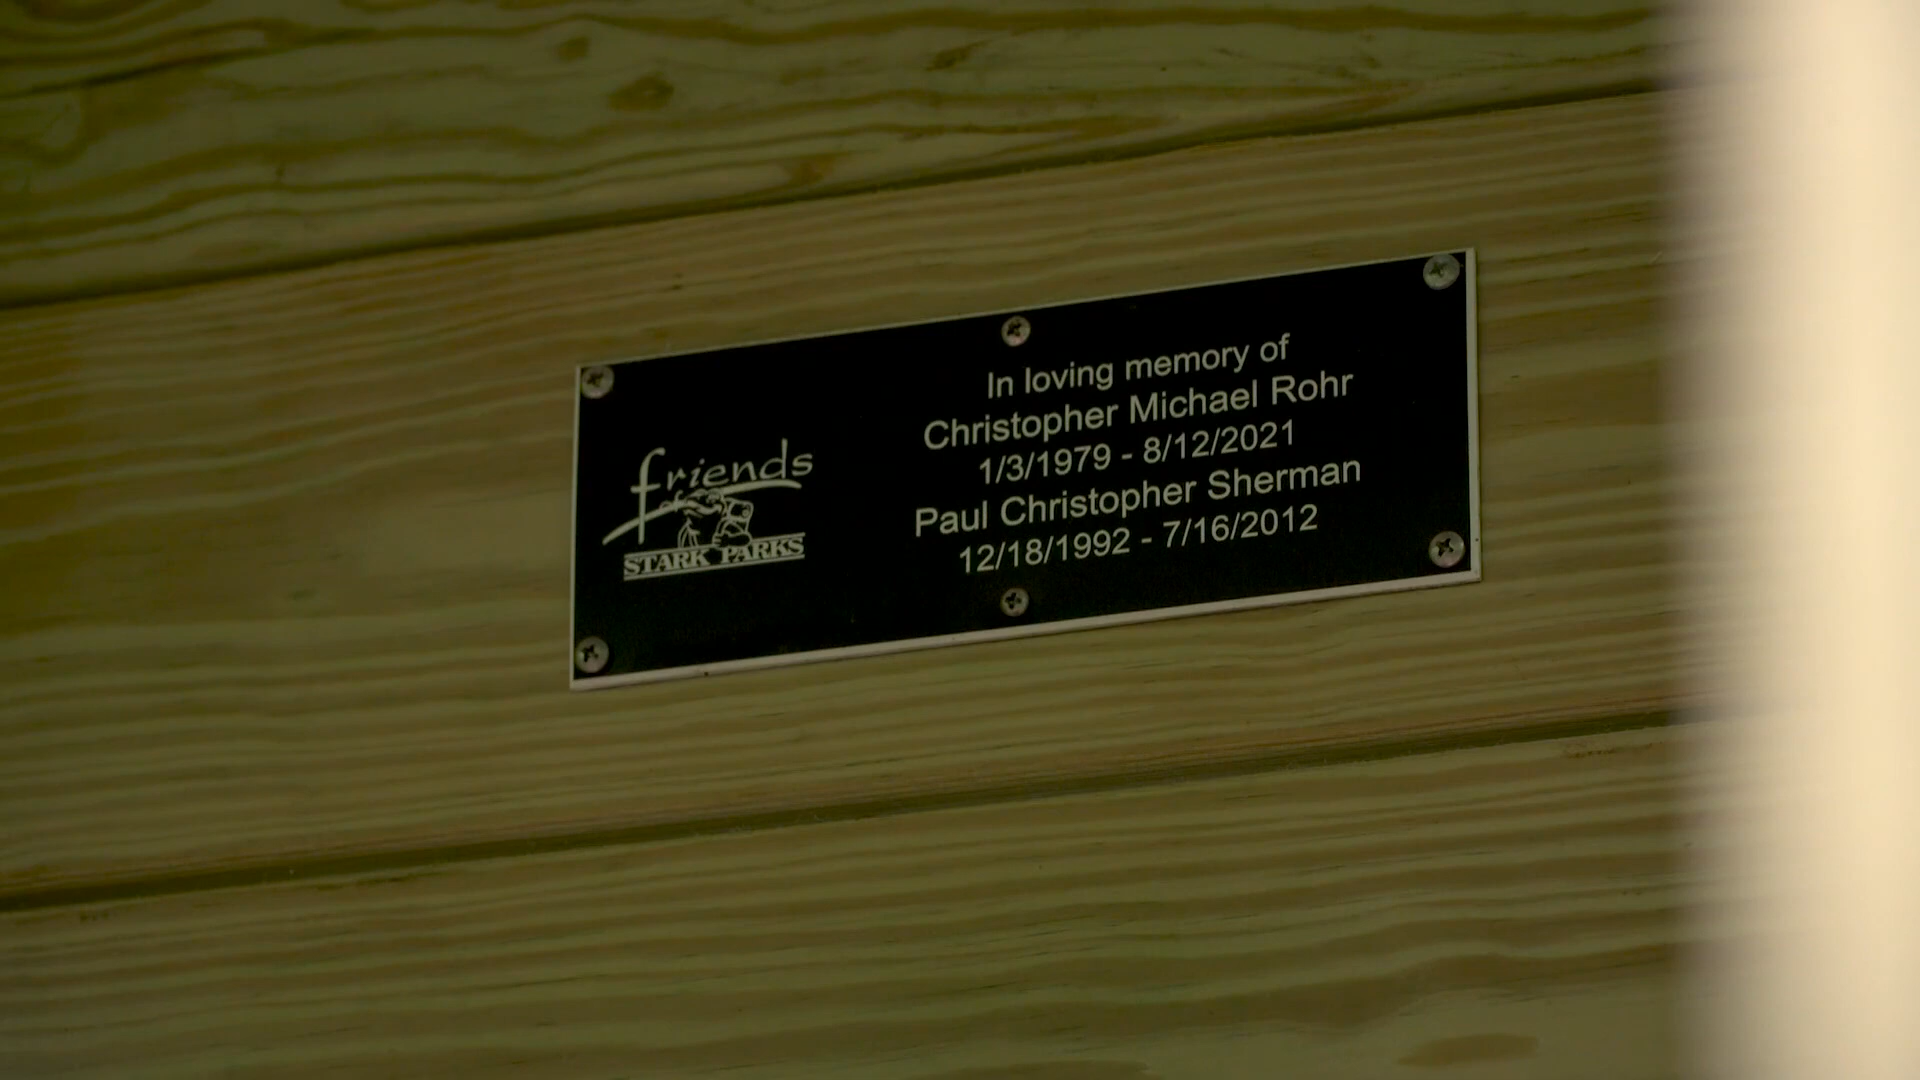 friends
of
STARK PARKS
In loving memory of
Christopher Michael Rohr
1/3/1979 - 8/12/2021
Paul Christopher Sherman
12/18/1992 - 7/16/2012